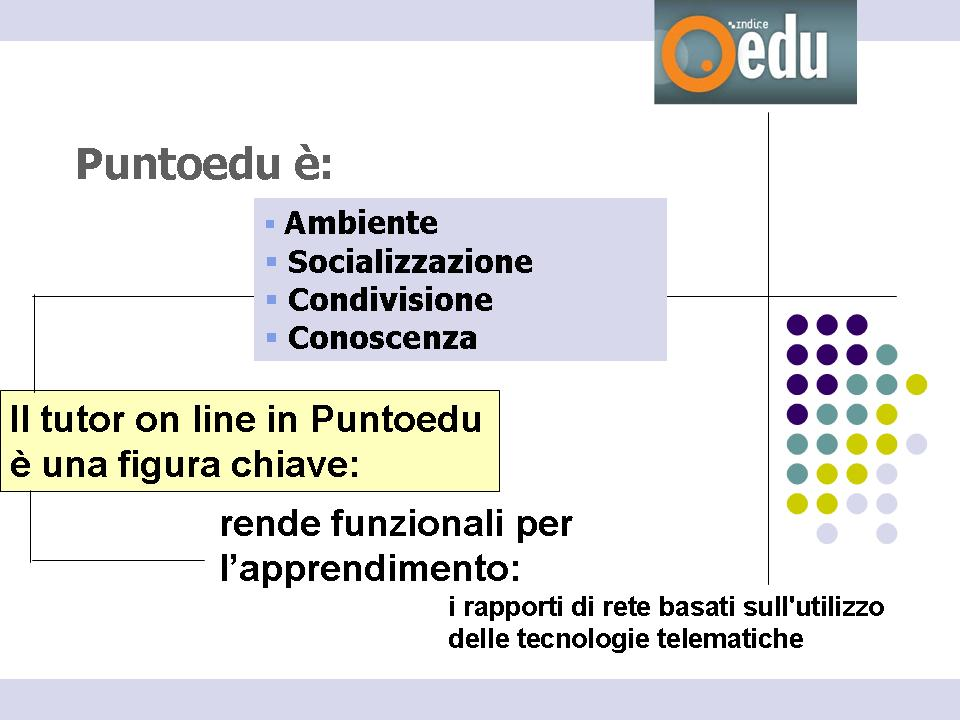 indice
edu
Puntoedu è:
Ambiente
Socializzazione
Condivisione
Conoscenza
Il tutor on line in Puntoedu
è una figura chiave:
rende funzionali per
l’apprendimento:
i rapporti di rete basati sull'utilizzo
delle tecnologie telematiche